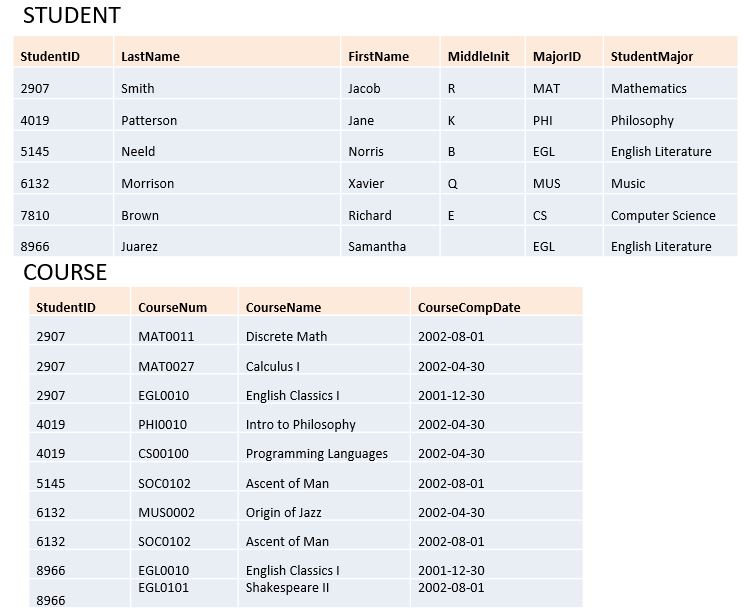 STUDENT
StudentID LastName FirstName MiddleInit MajorID StudentMajor
2907 Smith Jacob R MAT Mathematics
4019 Patterson Jane K PHI Philosophy
5145 Neeld Norris B EGL English Literature
6132 Morrison Xavier Q MUS Music
7810 Brown Richard E CS Computer Science
8966 Juarez Samantha EGL English Literature
COURSE
StudentID CourseNum CourseName CourseCompDate
2907 MAT0011 Discrete Math 2002-08-01
2907 MAT0027 Calculus I 2002-04-30
2907 EGL0010 English Classics I 2001-12-30
4019 PHI0010 Intro to Philosophy 2002-04-30
4019 CS00100 Programming Languages 2002-04-30
5145 SOC0102 Ascent of Man 2002-08-01
6132 MUS0002 Origin of Jazz 2002-04-30
6132 SOC0102 Ascent of Man 2002-08-01
8966 EGL0010 English Classics I 2001-12-30
8966 EGL0101 Shakespeare II 2002-08-01